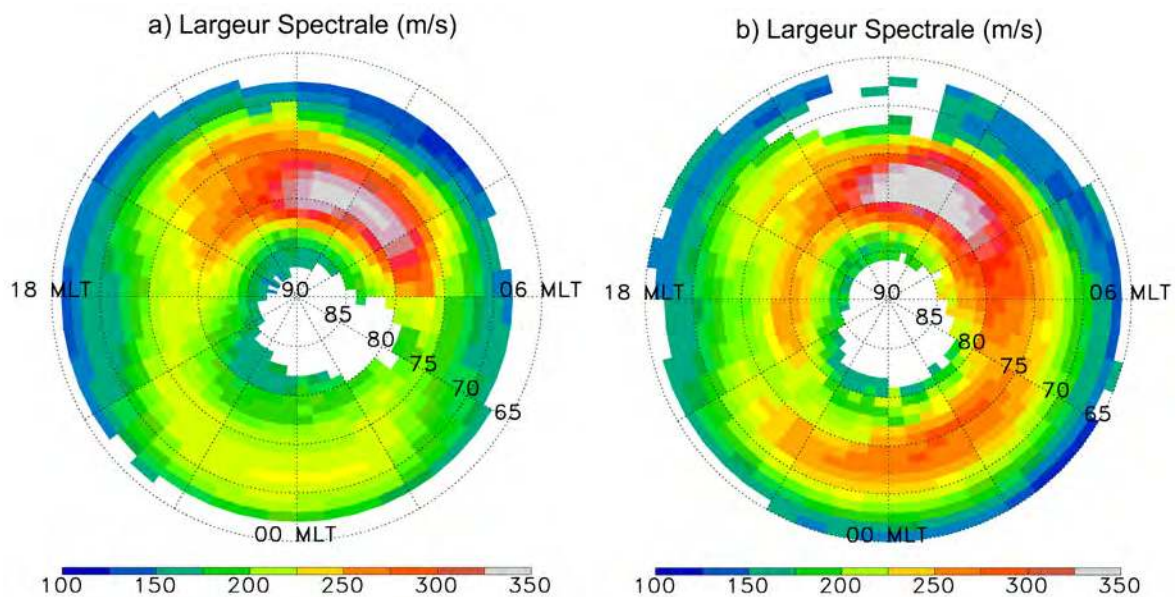 a) Largeur Spectrale (m/s)
b) Largeur Spectrale (m/s)
18 MLT
90
06 MLT
85
80
75
70
65
00 MLT
18 MLT
90
06 MLT
85
80
75
70
65
00 MLT
100 150 200 250 300 350
100 150 200 250 300 350